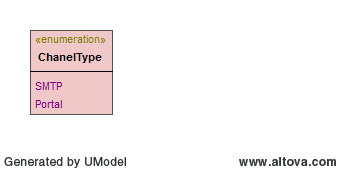 «enumeration»
ChanelType
SMTP
Portal
Generated by UModel
www.altova.com